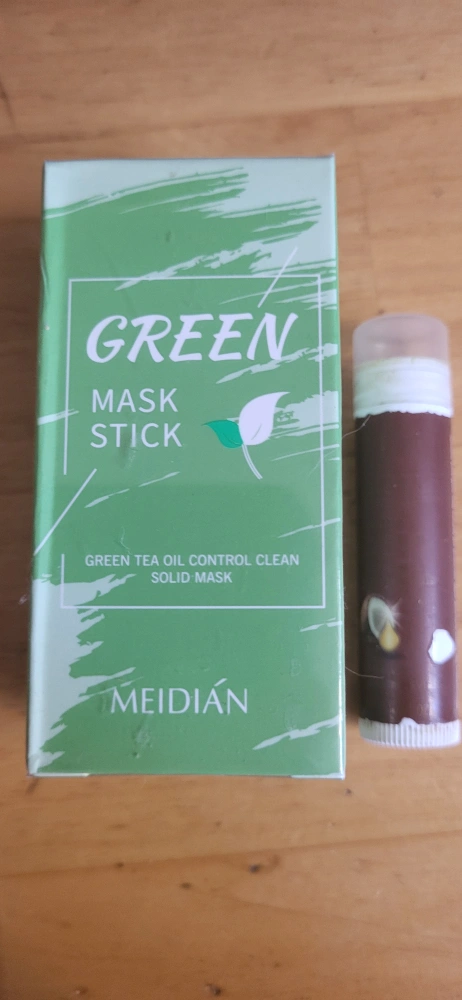 GREEN
MASK
STICK
GREEN TEA OIL CONTROL CLEAN
SOLID MASK
MEIDIÁN